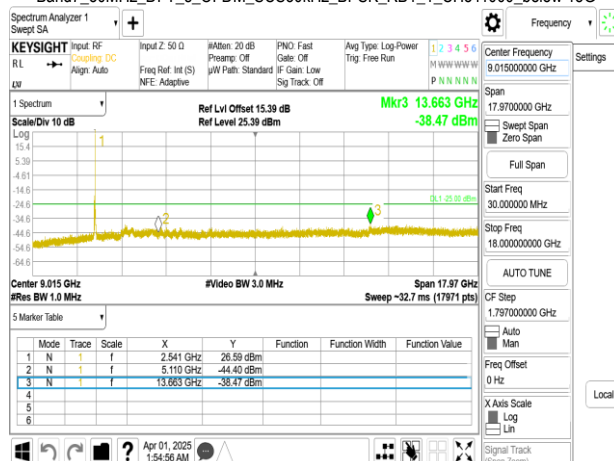 Spectrum Analyzer 1
Swept SA
Frequency
KEYSIGHT
RL
LXI
Input: RF
Coupling: DC
Align: Auto
Input Z: 50 Ω
Freq Ref: Int (S)
NFE: Adaptive
#Atten: 20 dB
Preamp: Off
µW Path: Standard
PNO: Fast
Gate: Off
IF Gain: Low
Sig Track: Off
Avg Type: Log-Power
Trig: Free Run
1 2 3 4 5 6
M W W W W W
P N N N N N
Center Frequency
9.015000000 GHz
Settings
1 Spectrum
Scale/Div 10 dB
Ref Lvl Offset 15.39 dB
Ref Level 25.39 dBm
Mkr3 13.663 GHz
-38.47 dBm
Span
17.9700000 GHz
Swept Span
Zero Span
Log
15.4
5.39
-4.61
-14.6
-24.6
-34.6
-44.6
-54.6
-64.6
1
2
3
DL1 -25.00 dBm
Full Span
Start Freq
30.000000 MHz
Stop Freq
18.000000000 GHz
Center 9.015 GHz
#Res BW 1.0 MHz
#Video BW 3.0 MHz
Span 17.97 GHz
Sweep ~32.7 ms (17971 pts)
AUTO TUNE
CF Step
1.797000000 GHz
Auto
Man
5 Marker Table
Mode Trace Scale X Y Function Function Width Function Value
1 N 1 f 2.541 GHz 26.59 dBm
2 N 1 f 5.110 GHz -44.40 dBm
3 N 1 f 13.663 GHz -38.47 dBm
4
5
6
Freq Offset
0 Hz
X Axis Scale
Log
Lin
Local
Signal Track
(Span Zoom)
Apr 01, 2025
1:54:56 AM